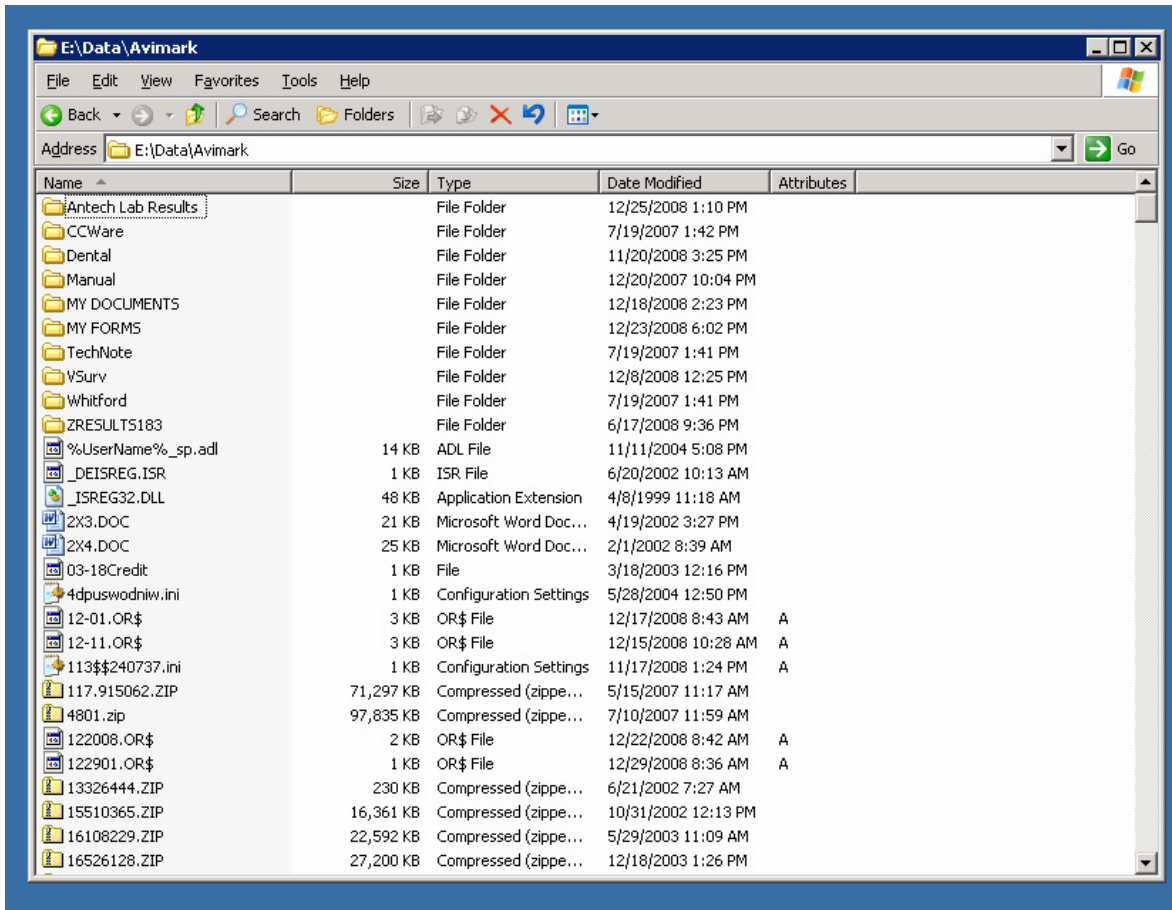 E:\Data\Avimark
File Edit View Favorites Tools Help
Back Search Folders
Address E:\Data\Avimark Go
Name Size Type Date Modified Attributes
Antech Lab Results File Folder 12/25/2008 1:10 PM
CCWare File Folder 7/19/2007 1:42 PM
Dental File Folder 11/20/2008 3:25 PM
Manual File Folder 12/20/2007 10:04 PM
MY DOCUMENTS File Folder 12/18/2008 2:23 PM
MY FORMS File Folder 12/23/2008 6:02 PM
TechNote File Folder 7/19/2007 1:41 PM
VSurv File Folder 12/8/2008 12:25 PM
Whitford File Folder 7/19/2007 1:41 PM
ZRESULTS183 File Folder 6/17/2008 9:36 PM
%UserName%_sp.adl 14 KB ADL File 11/11/2004 5:08 PM
_DEISREG.ISR 1 KB ISR File 6/20/2002 10:13 AM
_ISREG32.DLL 48 KB Application Extension 4/8/1999 11:18 AM
2X3.DOC 21 KB Microsoft Word Doc... 4/19/2002 3:27 PM
2X4.DOC 25 KB Microsoft Word Doc... 2/1/2002 8:39 AM
03-18Credit 1 KB File 3/18/2003 12:16 PM
4dpuswodniw.ini 1 KB Configuration Settings 5/28/2004 12:50 PM
12-01.OR$ 3 KB OR$ File 12/17/2008 8:43 AM A
12-11.OR$ 3 KB OR$ File 12/15/2008 10:28 AM A
113$$240737.ini 1 KB Configuration Settings 11/17/2008 1:24 PM A
117.915062.ZIP 71,297 KB Compressed (zippe... 5/15/2007 11:17 AM
4801.zip 97,835 KB Compressed (zippe... 7/10/2007 11:59 AM
122008.OR$ 2 KB OR$ File 12/22/2008 8:42 AM A
122901.OR$ 1 KB OR$ File 12/29/2008 8:36 AM A
13326444.ZIP 230 KB Compressed (zippe... 6/21/2002 7:27 AM
15510365.ZIP 16,361 KB Compressed (zippe... 10/31/2002 12:13 PM
16108229.ZIP 22,592 KB Compressed (zippe... 5/29/2003 11:09 AM
16526128.ZIP 27,200 KB Compressed (zippe... 12/18/2003 1:26 PM